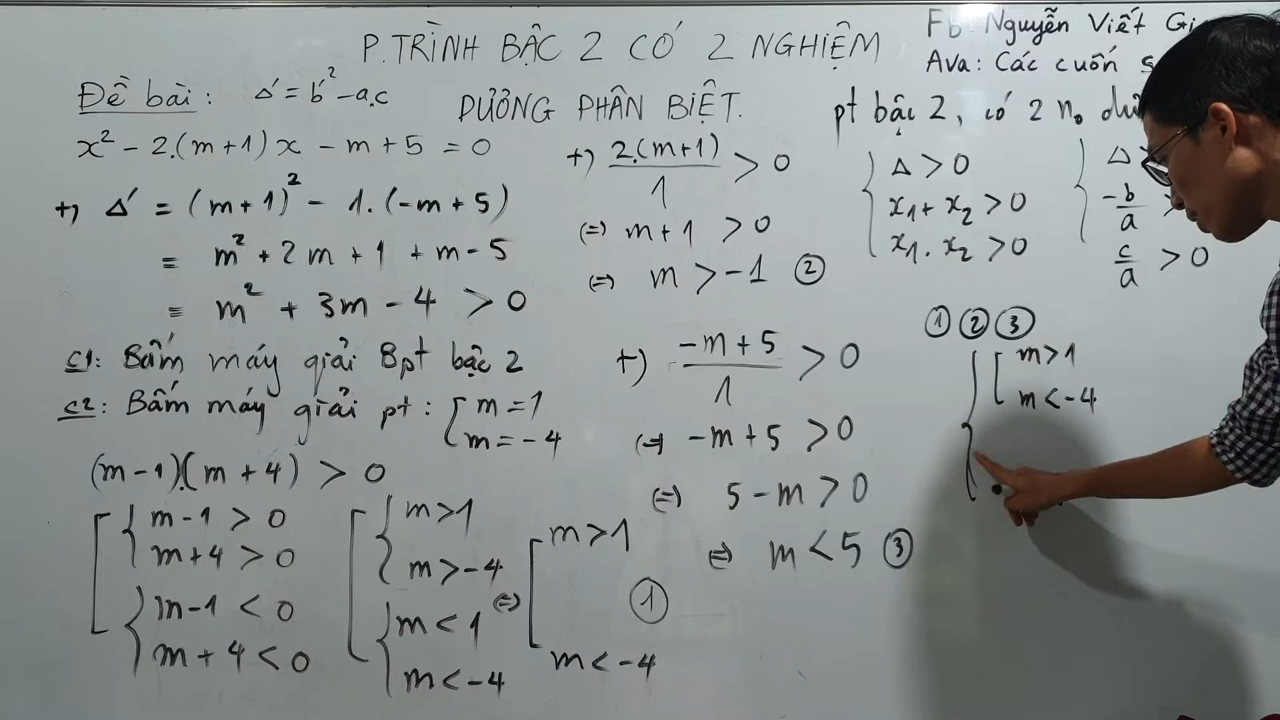 P.TRÌNH BẬC 2 CÓ 2 NGHIỆM
DƯƠNG PHÂN BIỆT.
Fb: Nguyễn Viết
Ava: Các cuốn
Đề bài: Δ' = b'² - a.c
x² - 2.(m+1)x - m + 5 = 0
+) Δ' = (m+1)² - 1.(-m+5)
= m² + 2m + 1 + m - 5
= m² + 3m - 4 > 0
C1: Bấm máy giải Bpt bậc 2
C2: Bấm máy giải pt: [ m = 1
m = -4
(m-1).(m+4) > 0
[ { m-1 > 0
m+4 > 0
{ m-1 < 0
m+4 < 0
[ { m > 1
m > -4
{ m < 1
m < -4
⇔ [ m > 1
①
m < -4
+) 2.(m+1)/1 > 0
⇔ m+1 > 0
⇔ m > -1 ②
+) -m+5/1 > 0
⇔ -m+5 > 0
⇔ 5-m > 0
⇔ m < 5 ③
pt bậc 2, có 2 n₀
{ Δ > 0
x₁ + x₂ > 0
x₁ . x₂ > 0
{ Δ
-b/a
c/a > 0
① ② ③
{ [ m > 1
m < -4